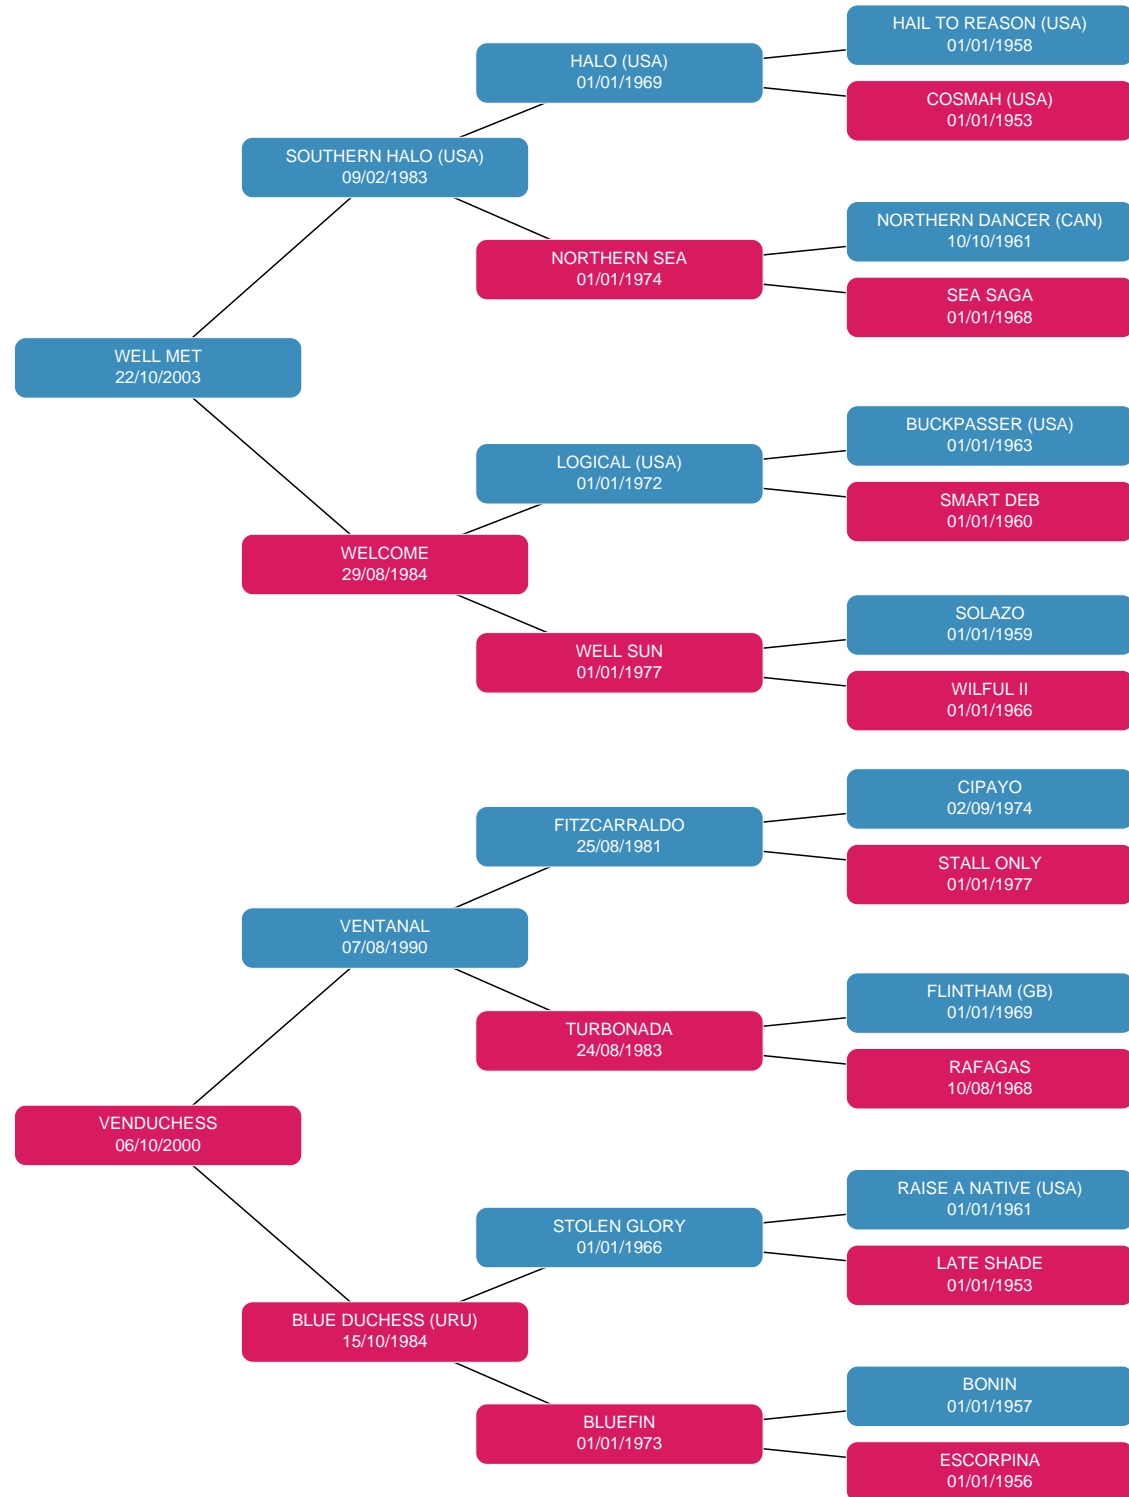 HAIL TO REASON (USA)
01/01/1958
HALO (USA)
01/01/1969
COSMAH (USA)
01/01/1953
SOUTHERN HALO (USA)
09/02/1983
NORTHERN DANCER (CAN)
10/10/1961
NORTHERN SEA
01/01/1974
SEA SAGA
01/01/1968
WELL MET
22/10/2003
BUCKPASSER (USA)
01/01/1963
LOGICAL (USA)
01/01/1972
SMART DEB
01/01/1960
WELCOME
29/08/1984
SOLAZO
01/01/1959
WELL SUN
01/01/1977
WILFUL II
01/01/1966
CIPAYO
02/09/1974
FITZCARRALDO
25/08/1981
STALL ONLY
01/01/1977
VENTANAL
07/08/1990
FLINTHAM (GB)
01/01/1969
TURBONADA
24/08/1983
RAFAGAS
10/08/1968
VENDUCHESS
06/10/2000
RAISE A NATIVE (USA)
01/01/1961
STOLEN GLORY
01/01/1966
LATE SHADE
01/01/1953
BLUE DUCHESS (URU)
15/10/1984
BONIN
01/01/1957
BLUEFIN
01/01/1973
ESCORPINA
01/01/1956